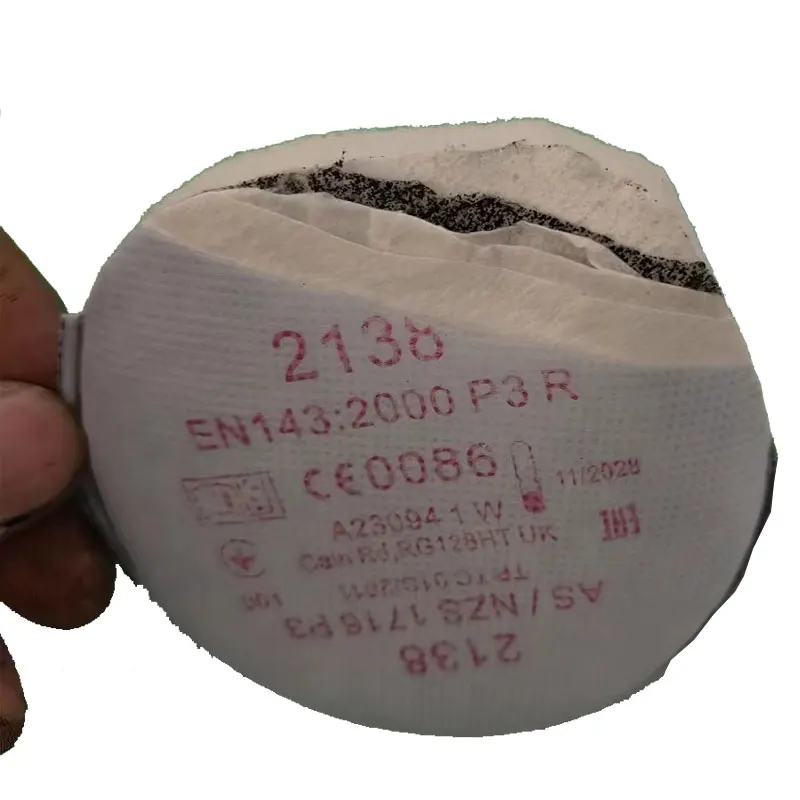 2138
EN143:2000 P3 R
CE0086 11/2028
A23094 1 W EAC
Cain Rd,RG128HT UK
TP TC 019/2011
100
AS / NZS 1716 P3
2138